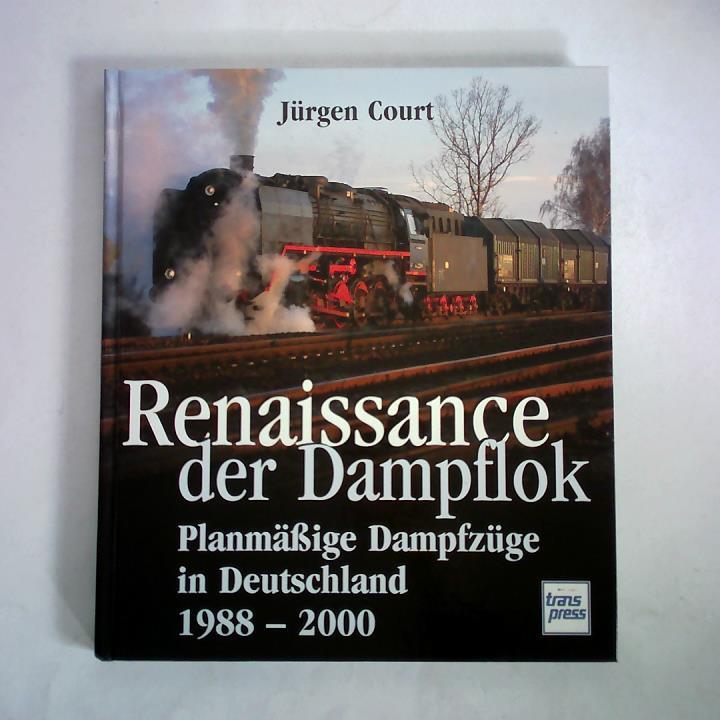 Jürgen Court
Renaissance
der Dampflok
Planmäßige Dampfzüge
in Deutschland
1988 – 2000
trans
press